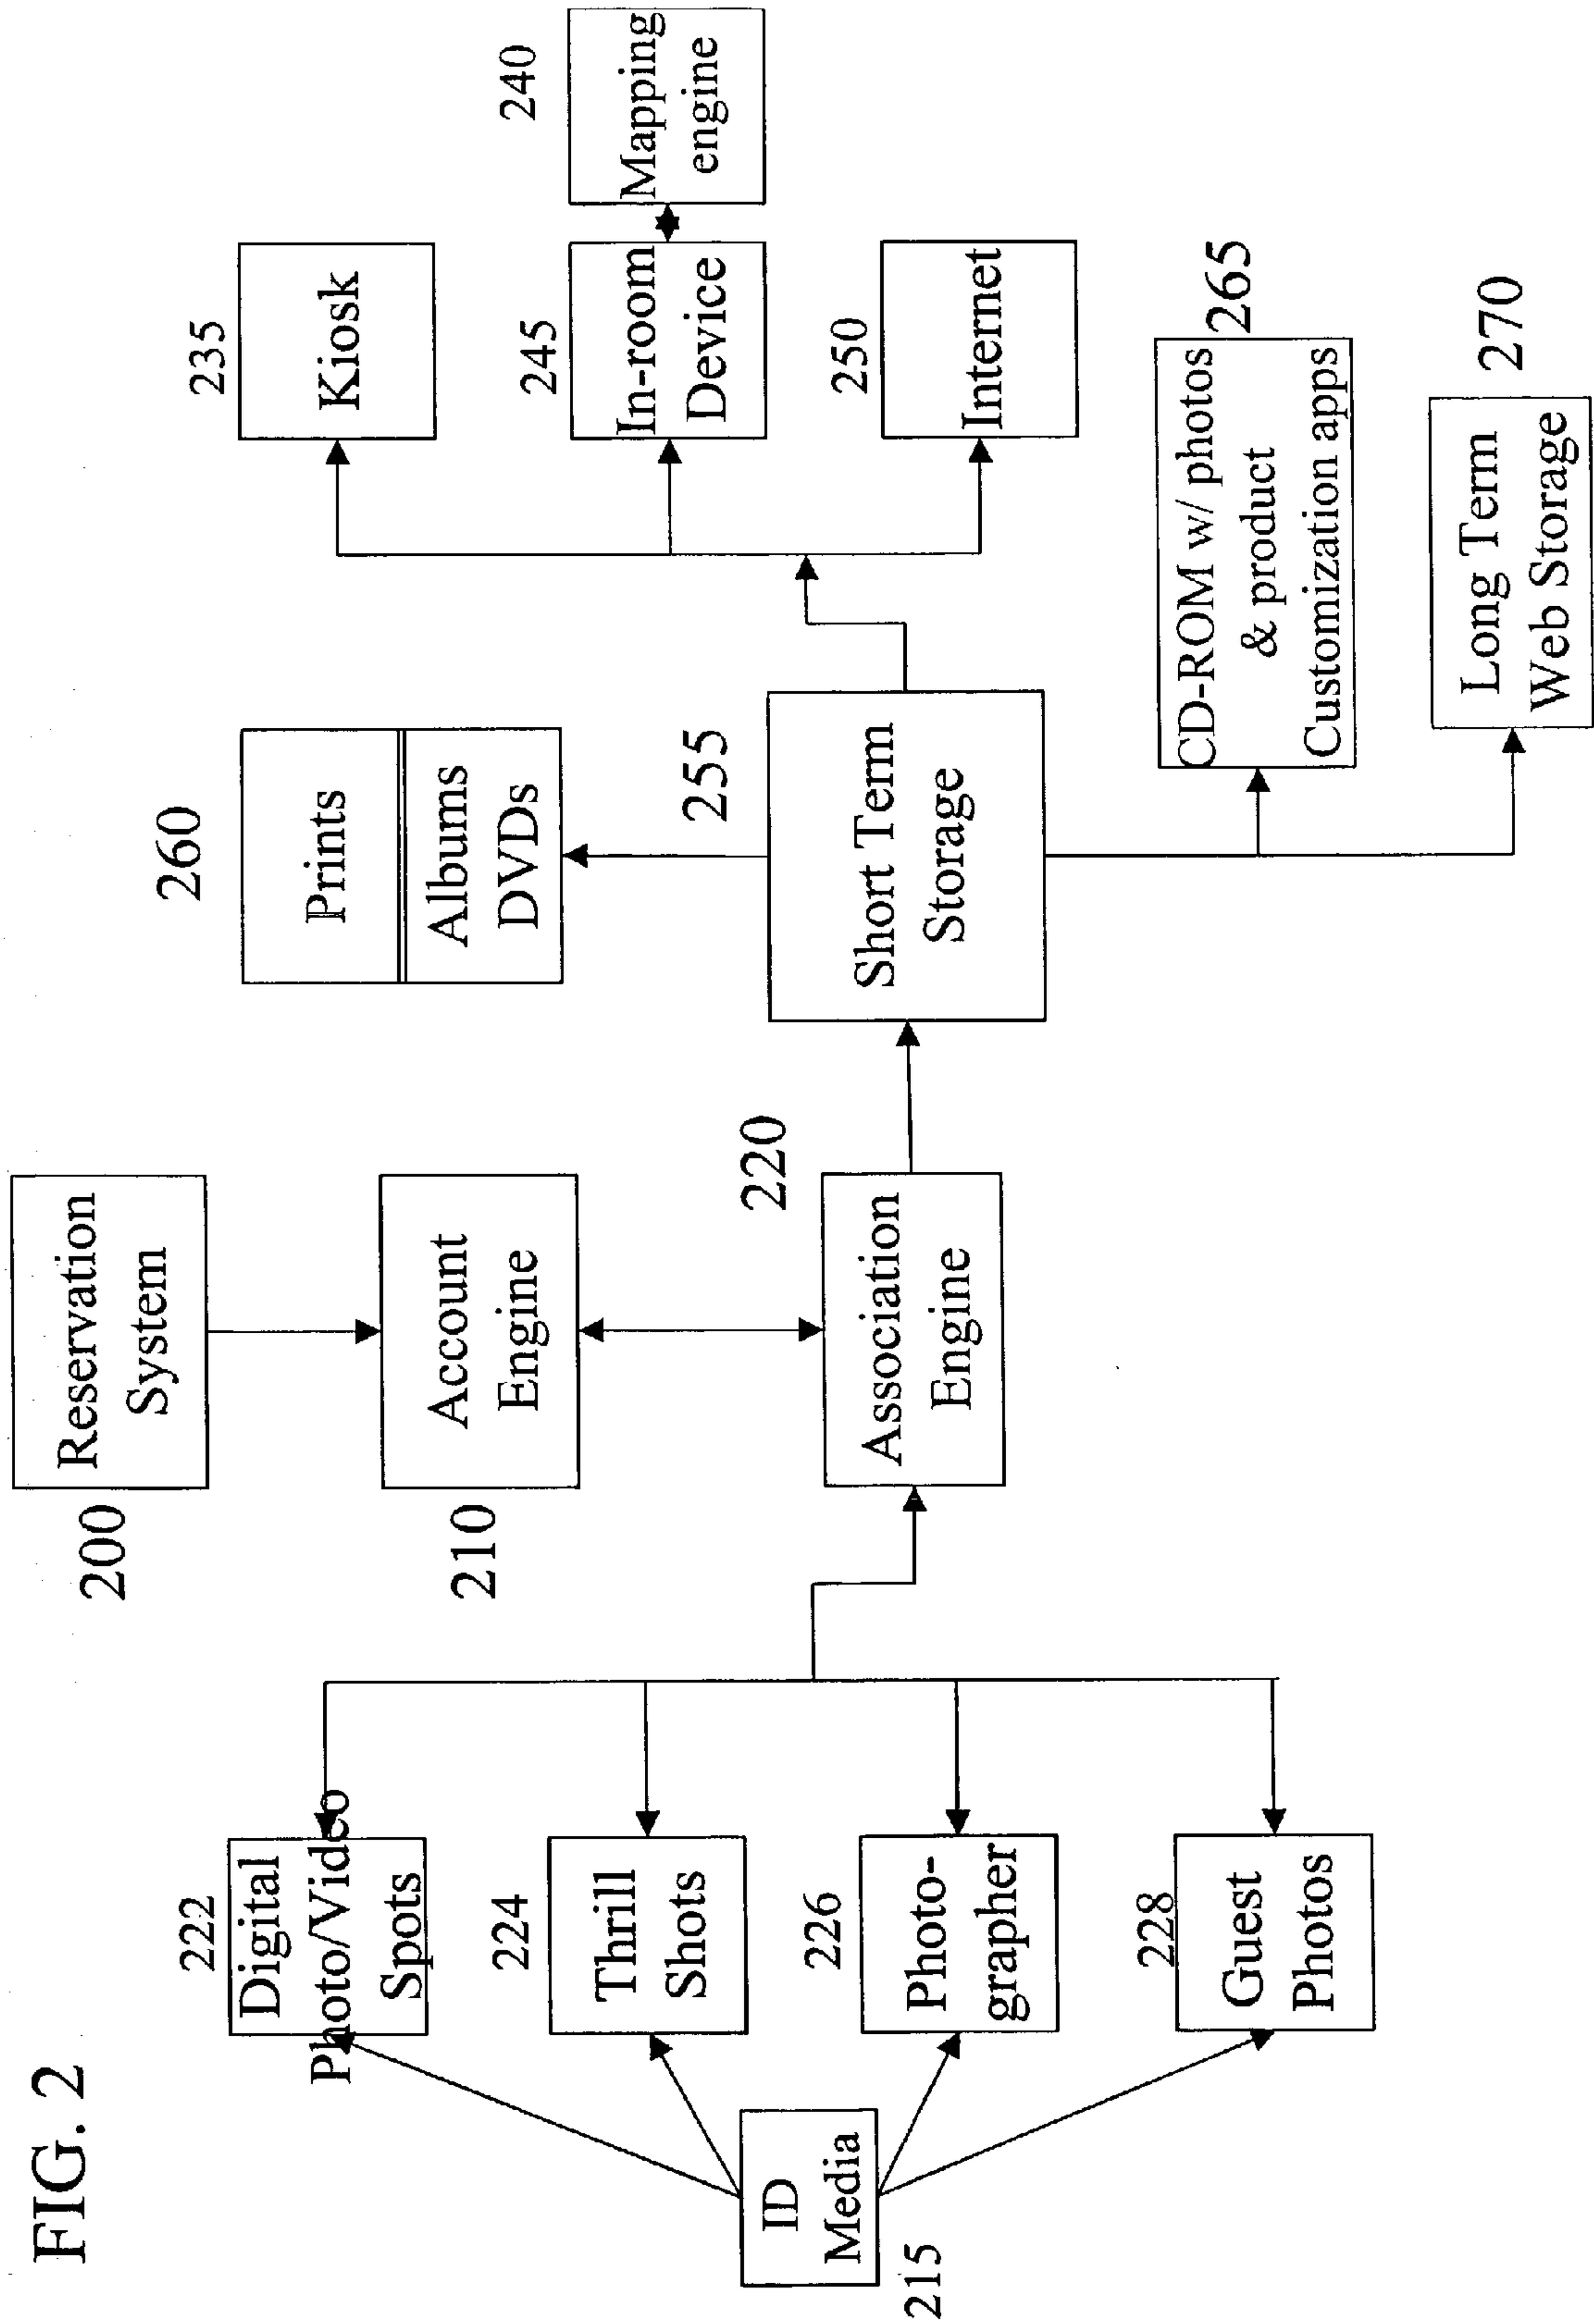 FIG. 2
ID
Media
215
222
Digital
Photo/Video
Spots
224
Thrill
Shots
226
Photo-
grapher
228
Guest
Photos
200
Reservation
System
210
Account
Engine
220
Association
Engine
260
Prints
Albums
DVDs
255
Short Term
Storage
235
Kiosk
245
In-room
Device
240
Mapping
engine
250
Internet
265
CD-ROM w/ photos
& product
Customization apps
270
Long Term
Web Storage